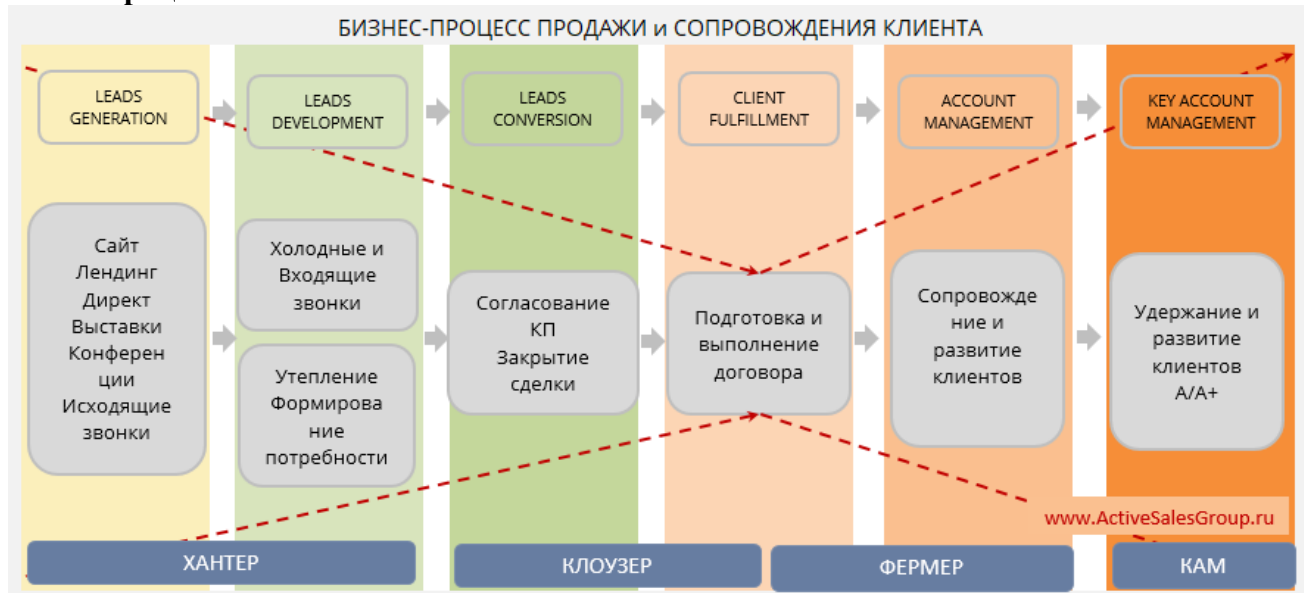 БИЗНЕС-ПРОЦЕСС ПРОДАЖИ и СОПРОВОЖДЕНИЯ КЛИЕНТА
LEADS
GENERATION
LEADS
DEVELOPMENT
LEADS
CONVERSION
CLIENT
FULFILLMENT
ACCOUNT
MANAGEMENT
KEY ACCOUNT
MANAGEMENT
Сайт
Лендинг
Директ
Выставки
Конферен
ции
Исходящие
звонки
Холодные и
Входящие
звонки
Утепление
Формирова
ние
потребности
Согласование
КП
Закрытие
сделки
Подготовка и
выполнение
договора
Сопровожде
ние и
развитие
клиентов
Удержание и
развитие
клиентов
А/А+
www.ActiveSalesGroup.ru
ХАНТЕР
КЛОУЗЕР
ФЕРМЕР
КАМ